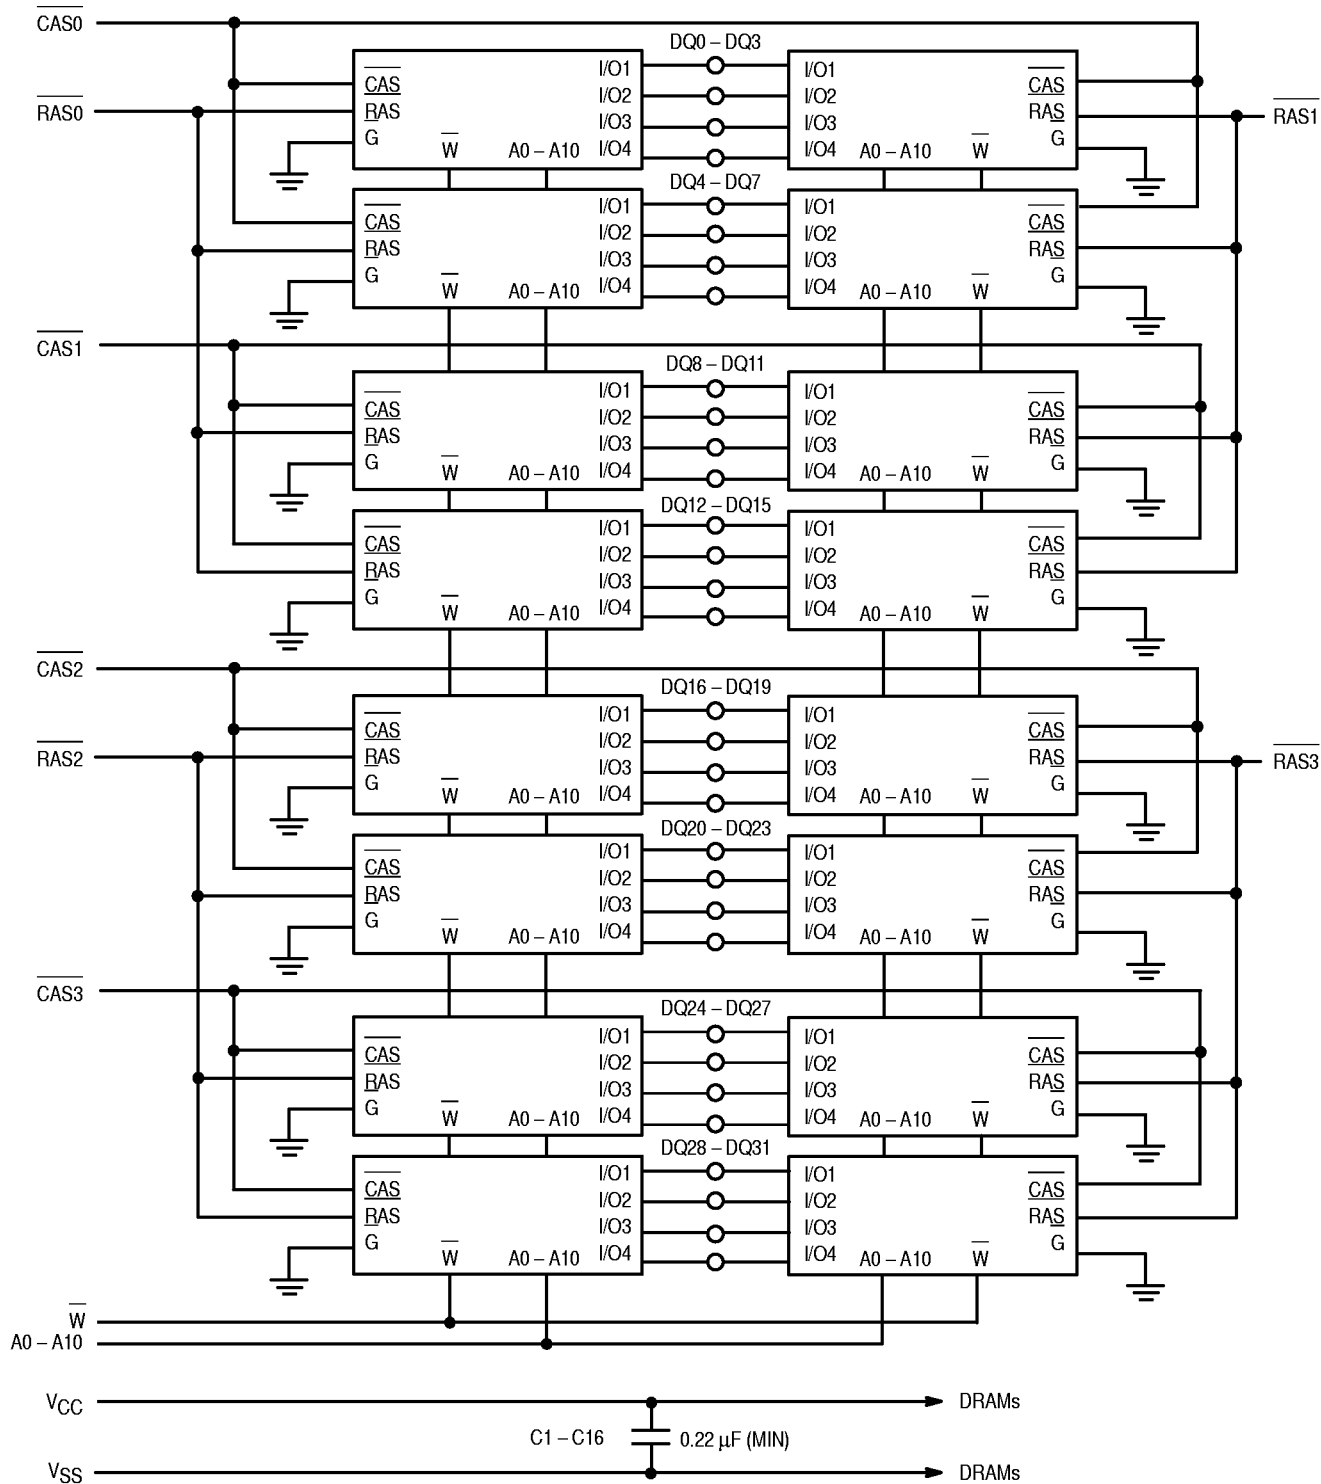 CAS0
DQ0 – DQ3
CAS I/O1 I/O1 CAS
RAS0 RAS I/O2 I/O2 RAS RAS1
G I/O3 I/O3 G
W A0 – A10 I/O4 I/O4 A0 – A10 W
DQ4 – DQ7
CAS I/O1 I/O1 CAS
RAS I/O2 I/O2 RAS
G I/O3 I/O3 G
W A0 – A10 I/O4 I/O4 A0 – A10 W
CAS1
DQ8 – DQ11
CAS I/O1 I/O1 CAS
RAS I/O2 I/O2 RAS
G I/O3 I/O3 G
W A0 – A10 I/O4 I/O4 A0 – A10 W
DQ12 – DQ15
CAS I/O1 I/O1 CAS
RAS I/O2 I/O2 RAS
G I/O3 I/O3 G
W A0 – A10 I/O4 I/O4 A0 – A10 W
CAS2
DQ16 – DQ19
CAS I/O1 I/O1 CAS
RAS2 RAS I/O2 I/O2 RAS RAS3
G I/O3 I/O3 G
W A0 – A10 I/O4 I/O4 A0 – A10 W
DQ20 – DQ23
CAS I/O1 I/O1 CAS
RAS I/O2 I/O2 RAS
G I/O3 I/O3 G
W A0 – A10 I/O4 I/O4 A0 – A10 W
CAS3
DQ24 – DQ27
CAS I/O1 I/O1 CAS
RAS I/O2 I/O2 RAS
G I/O3 I/O3 G
W A0 – A10 I/O4 I/O4 A0 – A10 W
DQ28 – DQ31
CAS I/O1 I/O1 CAS
RAS I/O2 I/O2 RAS
G I/O3 I/O3 G
W A0 – A10 I/O4 I/O4 A0 – A10 W
W
A0 – A10
VCC DRAMs
C1 – C16 0.22 µF (MIN)
VSS DRAMs